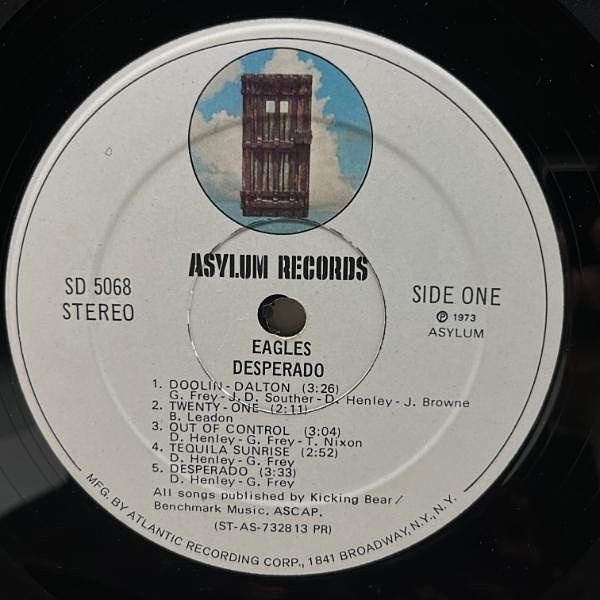 ASYLUM RECORDS
SD 5068
STEREO
SIDE ONE
Ⓟ 1973
ASYLUM
EAGLES
DESPERADO
1. DOOLIN-DALTON (3:26)
G. Frey-J. D. Souther-D. Henley-J. Browne
2. TWENTY-ONE (2:11)
B. Leadon
3. OUT OF CONTROL (3:04)
D. Henley-G. Frey-T. Nixon
4. TEQUILA SUNRISE (2:52)
D. Henley-G. Frey
5. DESPERADO (3:33)
D. Henley-G. Frey
All songs published by Kicking Bear/
Benchmark Music, ASCAP.
(ST-AS-732813 PR)
MFG. BY ATLANTIC RECORDING CORP., 1841 BROADWAY, N.Y., N.Y.